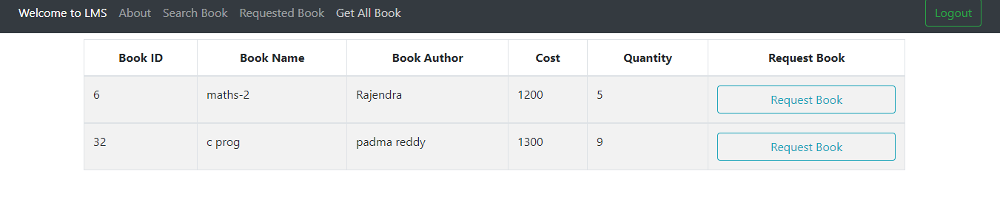 Welcome to LMS About Search Book Requested Book Get All Book Logout
Book ID Book Name Book Author Cost Quantity Request Book
6 maths-2 Rajendra 1200 5 Request Book
32 c prog padma reddy 1300 9 Request Book